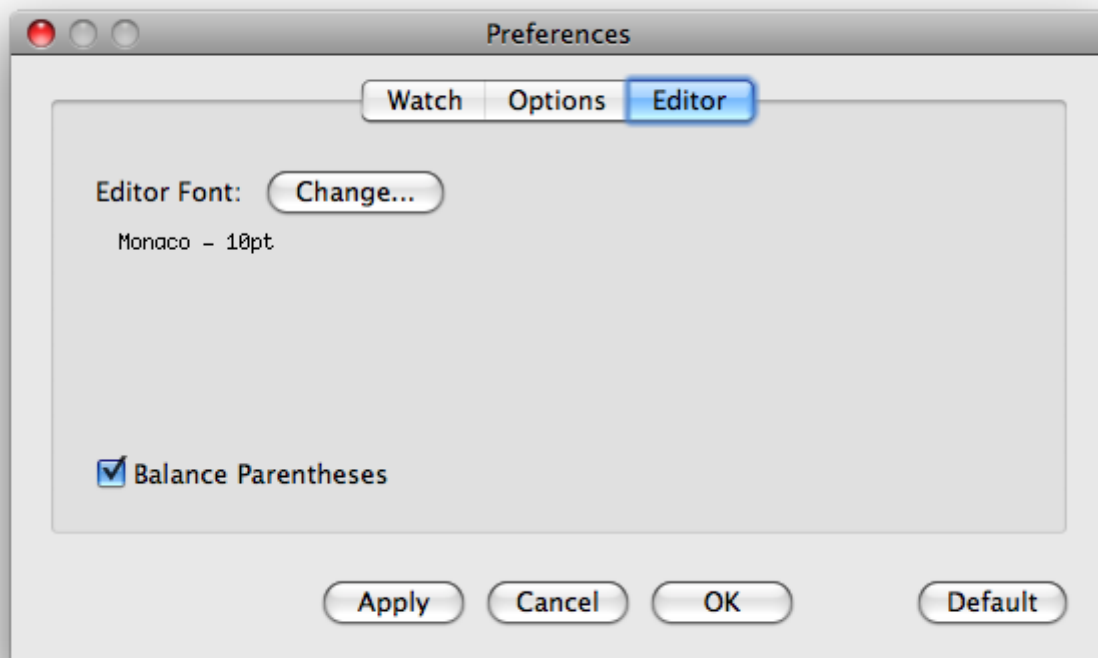 Preferences
Watch Options Editor
Editor Font: Change...
Monaco - 10pt
Balance Parentheses
Apply Cancel OK Default